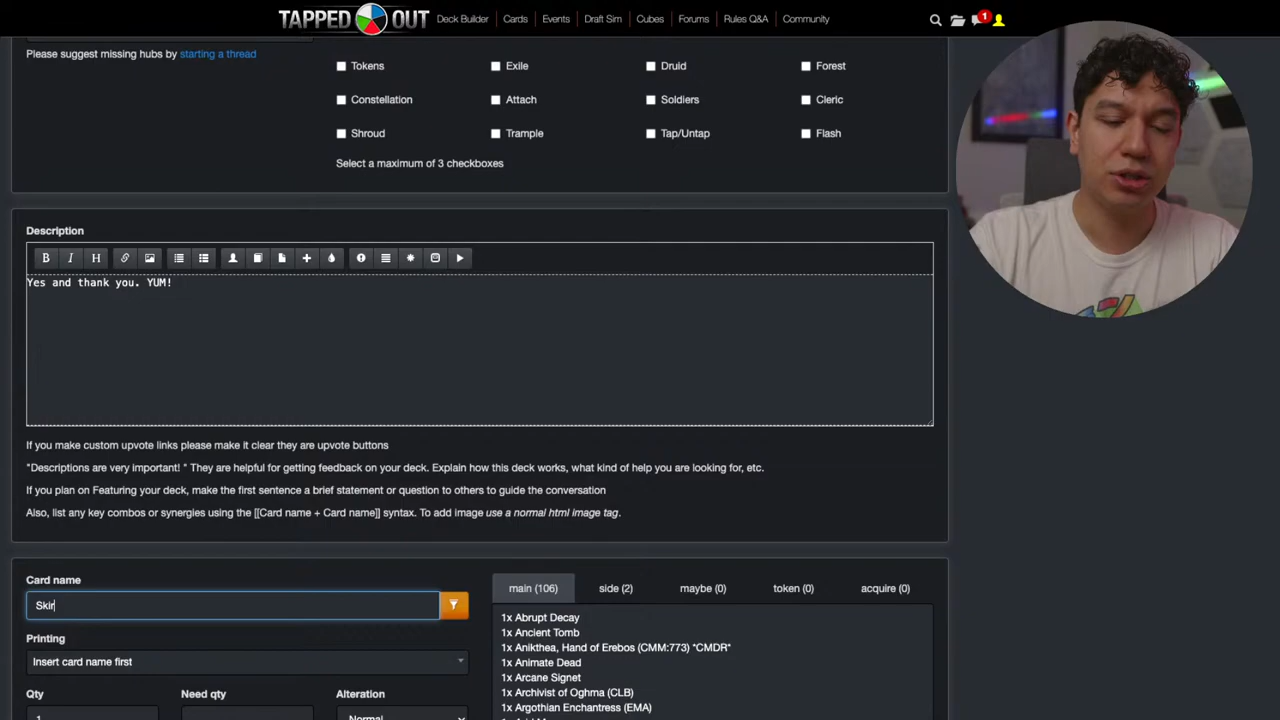 TAPPED OUT
Deck Builder Cards Events Draft Sim Cubes Forums Rules Q&A Community 1
Please suggest missing hubs by starting a thread
Tokens Exile Druid Forest
Constellation Attach Soldiers Cleric
Shroud Trample Tap/Untap Flash
Select a maximum of 3 checkboxes
Description
B I H
Yes and thank you. YUM!
If you make custom upvote links please make it clear they are upvote buttons
"Descriptions are very important! " They are helpful for getting feedback on your deck. Explain how this deck works, what kind of help you are looking for, etc.
If you plan on Featuring your deck, make the first sentence a brief statement or question to others to guide the conversation
Also, list any key combos or synergies using the [[Card name + Card name]] syntax. To add image use a normal html image tag.
Card name
Skir
Printing
Insert card name first
Qty Need qty Alteration
1 Normal
main (106) side (2) maybe (0) token (0) acquire (0)
1x Abrupt Decay
1x Ancient Tomb
1x Anikthea, Hand of Erebos (CMM:773) *CMDR*
1x Animate Dead
1x Arcane Signet
1x Archivist of Oghma (CLB)
1x Argothian Enchantress (EMA)